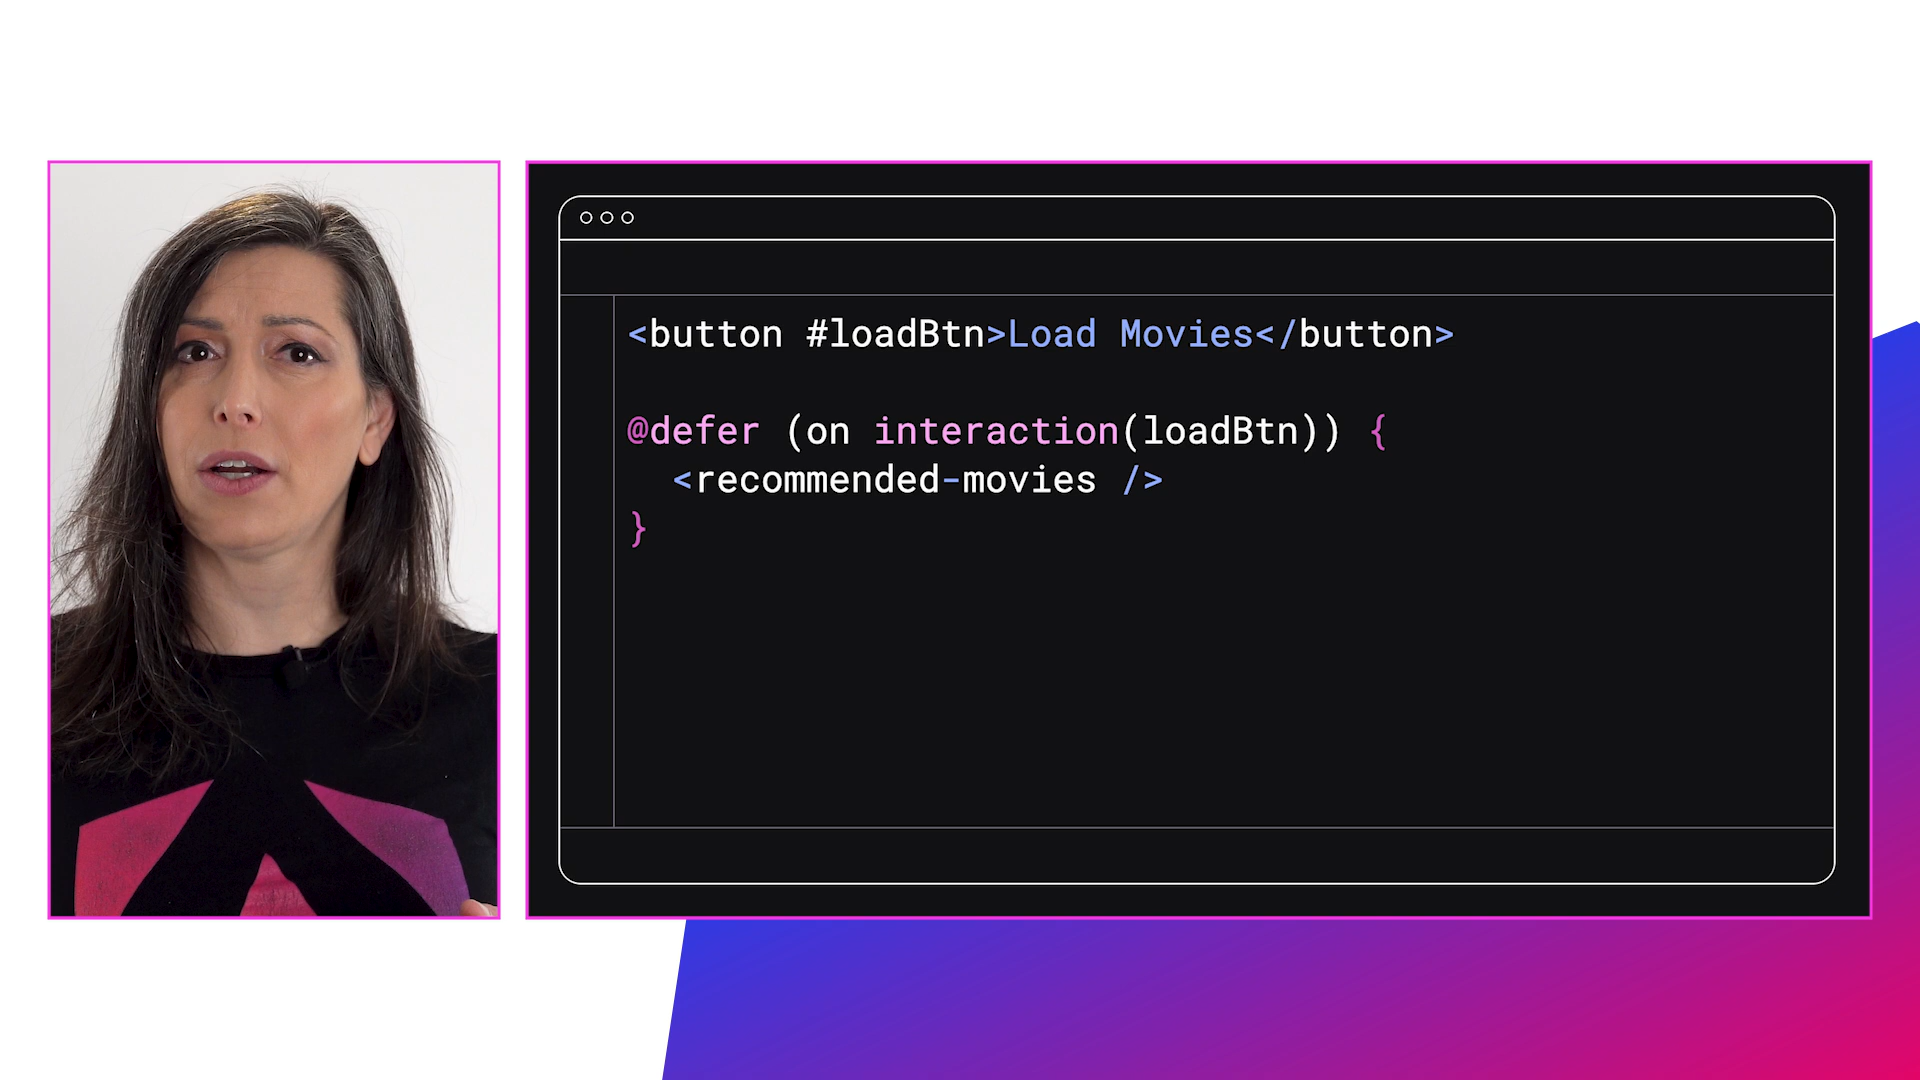 <button #loadBtn>Load Movies</button>
@defer (on interaction(loadBtn)) {
<recommended-movies />
}